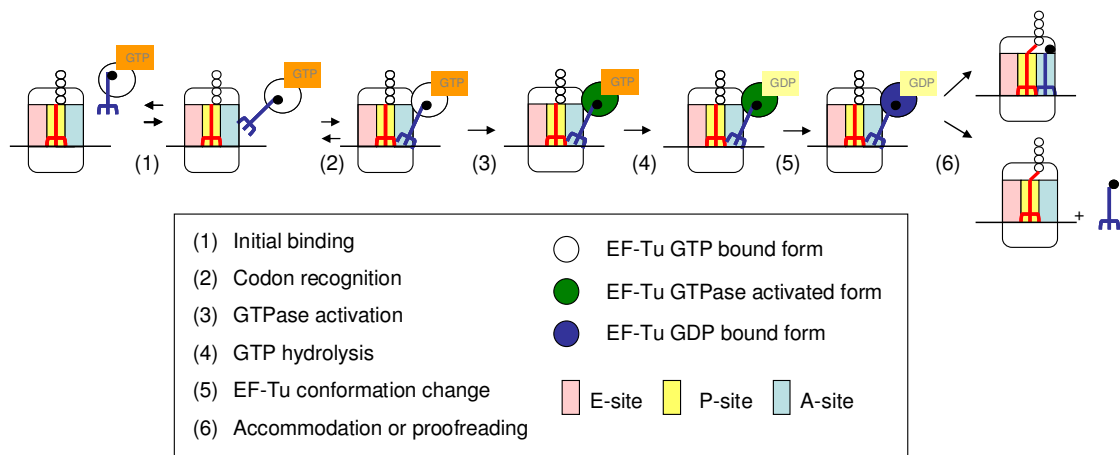 GTP
GTP
GTP
GTP
GDP
GDP
(1)
(2)
(3)
(4)
(5)
(6)
+
(1) Initial binding
(2) Codon recognition
(3) GTPase activation
(4) GTP hydrolysis
(5) EF-Tu conformation change
(6) Accommodation or proofreading
EF-Tu GTP bound form
EF-Tu GTPase activated form
EF-Tu GDP bound form
E-site P-site A-site